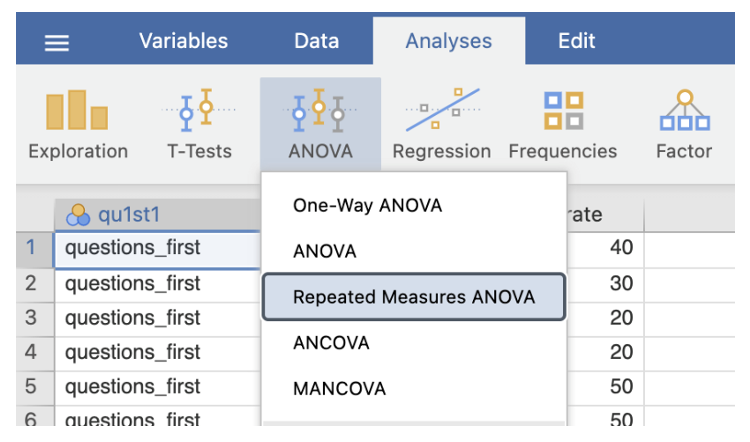 Variables Data Analyses Edit
Exploration T-Tests ANOVA Regression Frequencies Factor
qu1st1 rate
One-Way ANOVA
ANOVA
Repeated Measures ANOVA
ANCOVA
MANCOVA
1 questions_first 40
2 questions_first 30
3 questions_first 20
4 questions_first 20
5 questions_first 50
6 questions_first 50